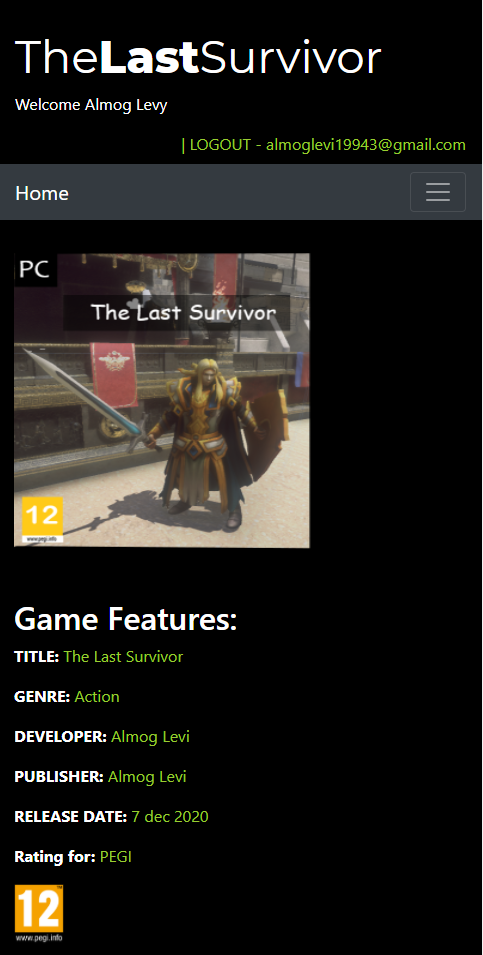 TheLastSurvivor
Welcome Almog Levy
| LOGOUT - almoglevi19943@gmail.com
Home
PC
The Last Survivor
12
www.pegi.info
Game Features:
TITLE: The Last Survivor
GENRE: Action
DEVELOPER: Almog Levi
PUBLISHER: Almog Levi
RELEASE DATE: 7 dec 2020
Rating for: PEGI
12
www.pegi.info